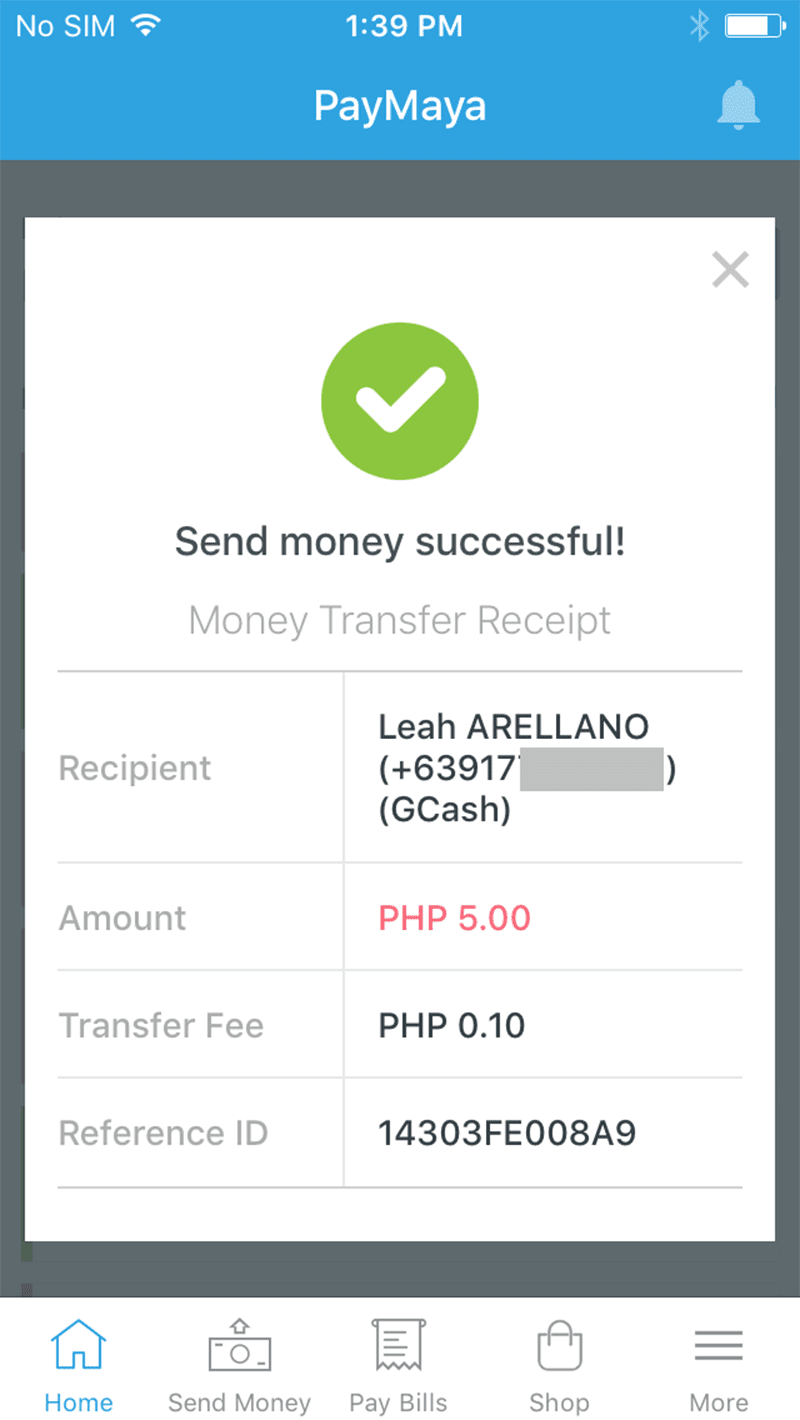 No SIM 1:39 PM
PayMaya
Send money successful!
Money Transfer Receipt
Recipient
Leah ARELLANO
(+63917 )
(GCash)
Amount PHP 5.00
Transfer Fee PHP 0.10
Reference ID 14303FE008A9
Home Send Money Pay Bills Shop More